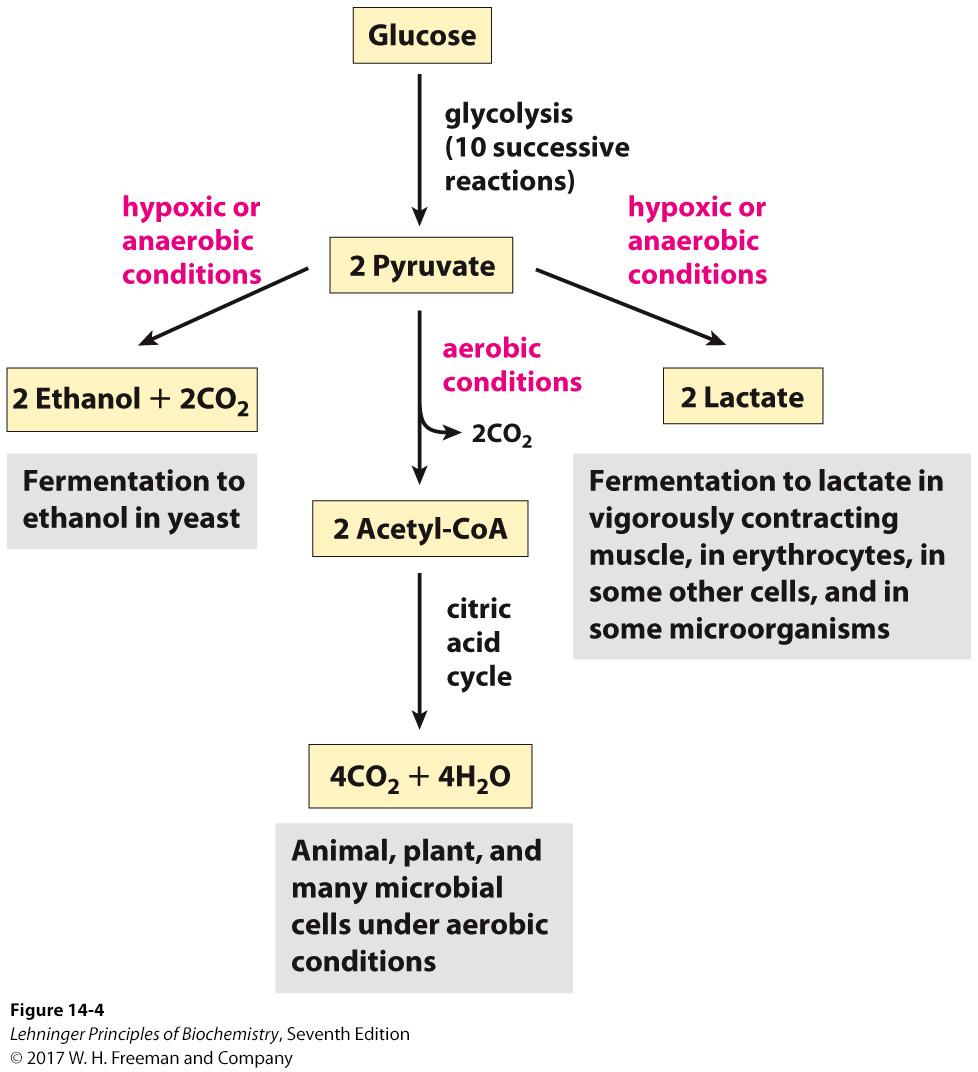 Glucose
glycolysis
(10 successive
reactions)
hypoxic or
anaerobic
conditions
hypoxic or
anaerobic
conditions
2 Pyruvate
aerobic
conditions
2 Ethanol + 2CO₂
2 Lactate
2CO₂
Fermentation to
ethanol in yeast
Fermentation to lactate in
vigorously contracting
muscle, in erythrocytes, in
some other cells, and in
some microorganisms
2 Acetyl-CoA
citric
acid
cycle
4CO₂ + 4H₂O
Animal, plant, and
many microbial
cells under aerobic
conditions
Figure 14-4
Lehninger Principles of Biochemistry, Seventh Edition
© 2017 W. H. Freeman and Company